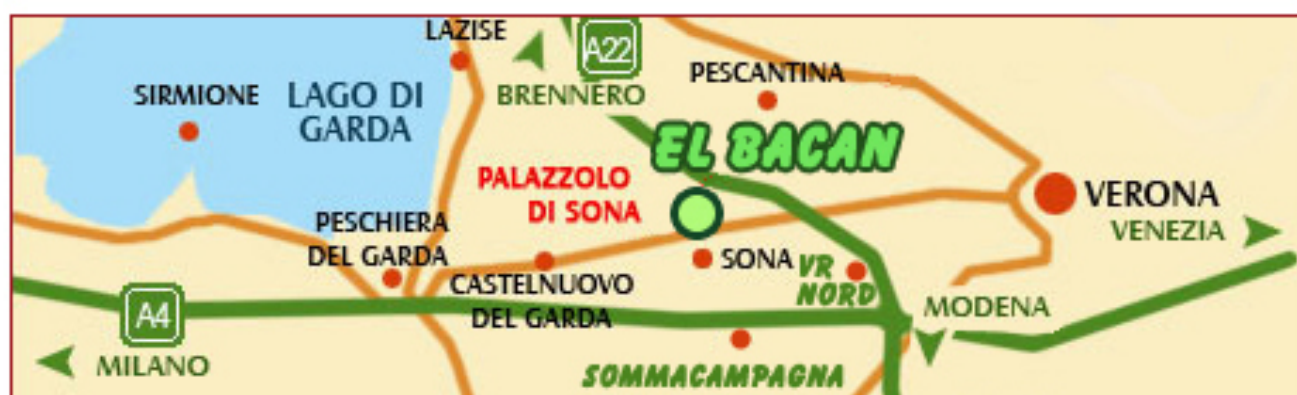 LAZISE
A22
SIRMIONE
LAGO DI
GARDA
BRENNERO
PESCANTINA
EL BACAN
PALAZZOLO
DI SONA
VERONA
VENEZIA
PESCHIERA
DEL GARDA
SONA
VR
NORD
CASTELNUOVO
DEL GARDA
MODENA
A4
MILANO
SOMMACAMPAGNA